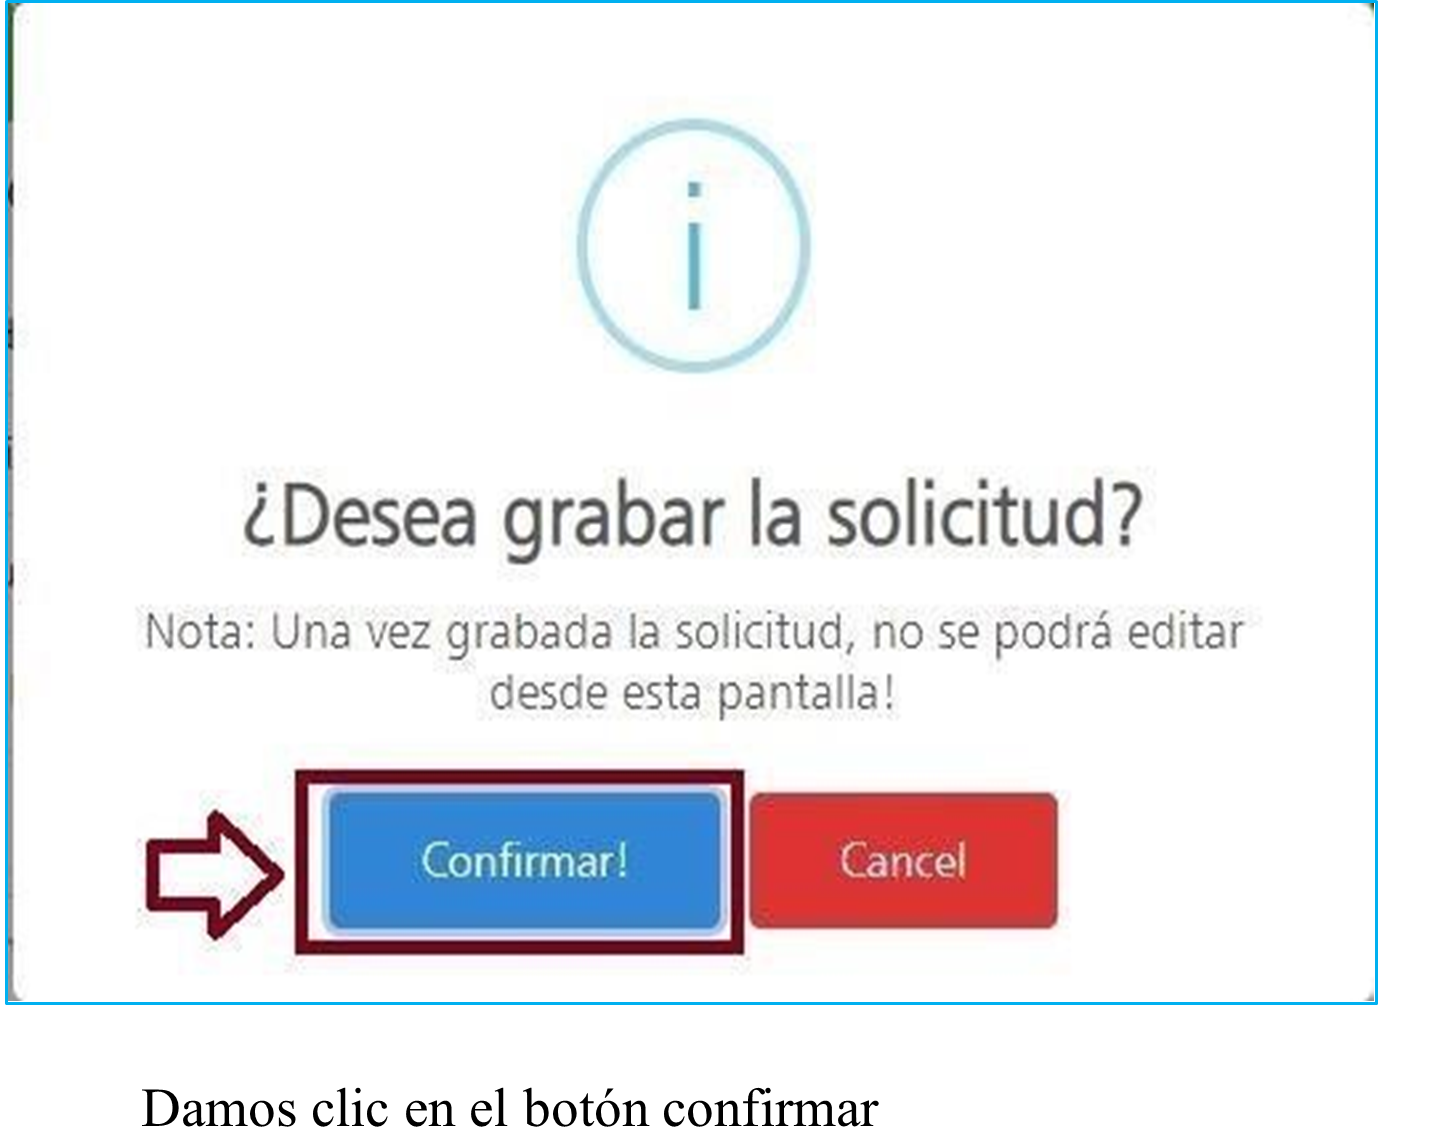 ¿Desea grabar la solicitud?
Nota: Una vez grabada la solicitud, no se podrá editar
desde esta pantalla!
Confirmar!
Cancel
Damos clic en el botón confirmar